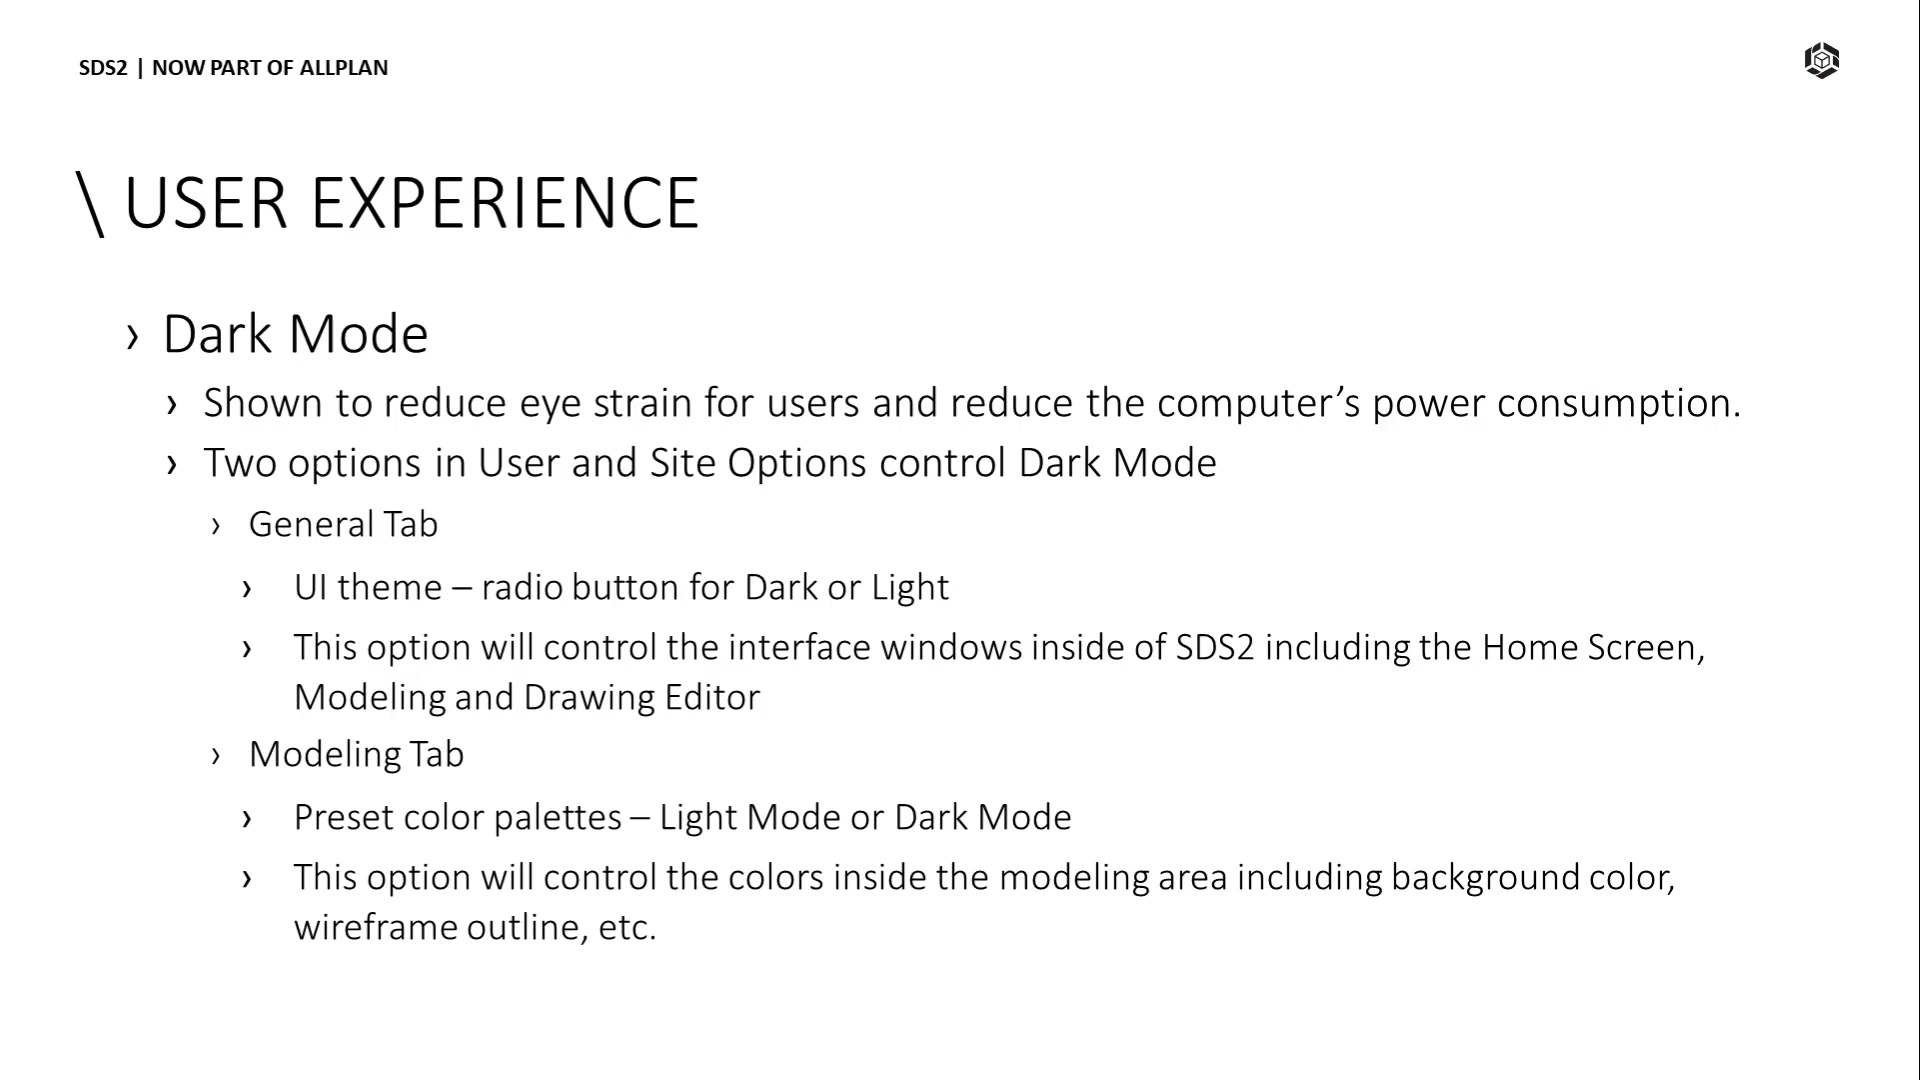 SDS2 | NOW PART OF ALLPLAN
\ USER EXPERIENCE
› Dark Mode
› Shown to reduce eye strain for users and reduce the computer’s power consumption.
› Two options in User and Site Options control Dark Mode
› General Tab
› UI theme – radio button for Dark or Light
› This option will control the interface windows inside of SDS2 including the Home Screen,
Modeling and Drawing Editor
› Modeling Tab
› Preset color palettes – Light Mode or Dark Mode
› This option will control the colors inside the modeling area including background color,
wireframe outline, etc.